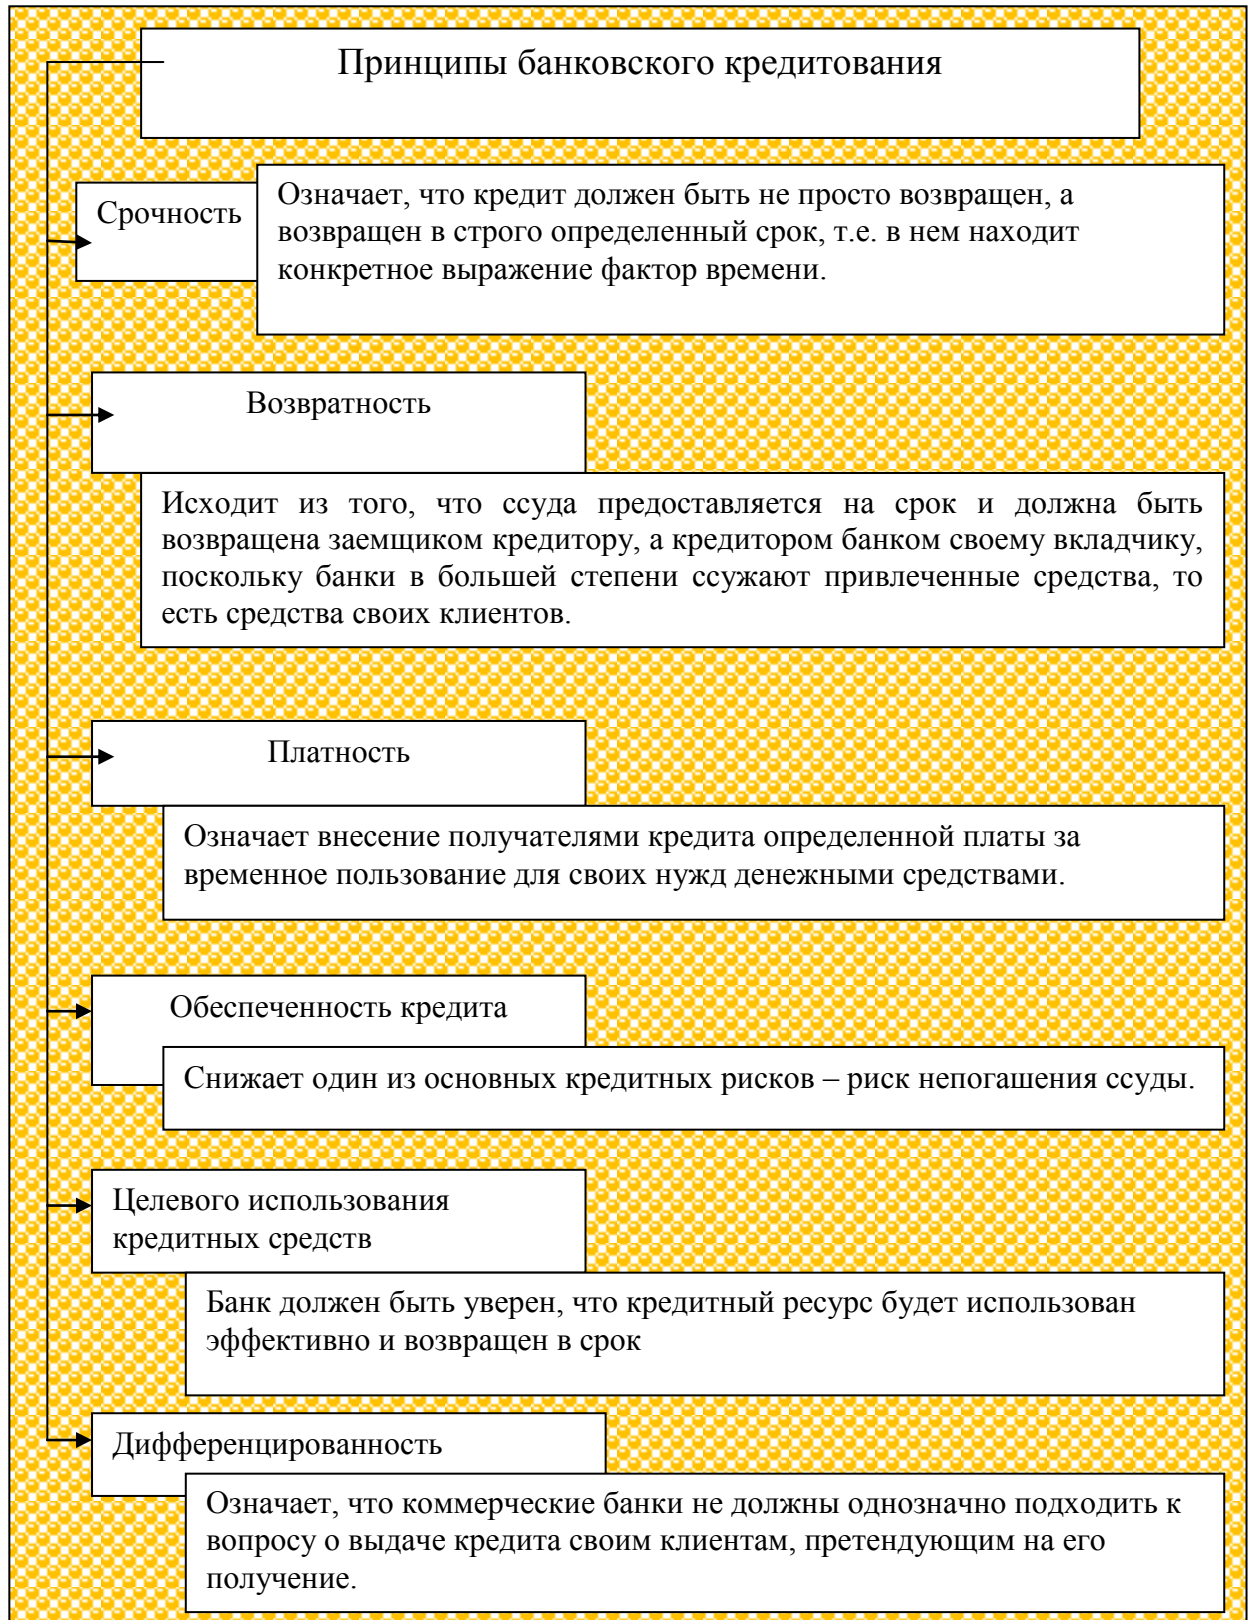 Принципы банковского кредитования
Срочность
Означает, что кредит должен быть не просто возвращен, а
возвращен в строго определенный срок, т.е. в нем находит
конкретное выражение фактор времени.
Возвратность
Исходит из того, что ссуда предоставляется на срок и должна быть
возвращена заемщиком кредитору, а кредитором банком своему вкладчику,
поскольку банки в большей степени ссужают привлеченные средства, то
есть средства своих клиентов.
Платность
Означает внесение получателями кредита определенной платы за
временное пользование для своих нужд денежными средствами.
Обеспеченность кредита
Снижает один из основных кредитных рисков – риск непогашения ссуды.
Целевого использования
кредитных средств
Банк должен быть уверен, что кредитный ресурс будет использован
эффективно и возвращен в срок
Дифференцированность
Означает, что коммерческие банки не должны однозначно подходить к
вопросу о выдаче кредита своим клиентам, претендующим на его
получение.